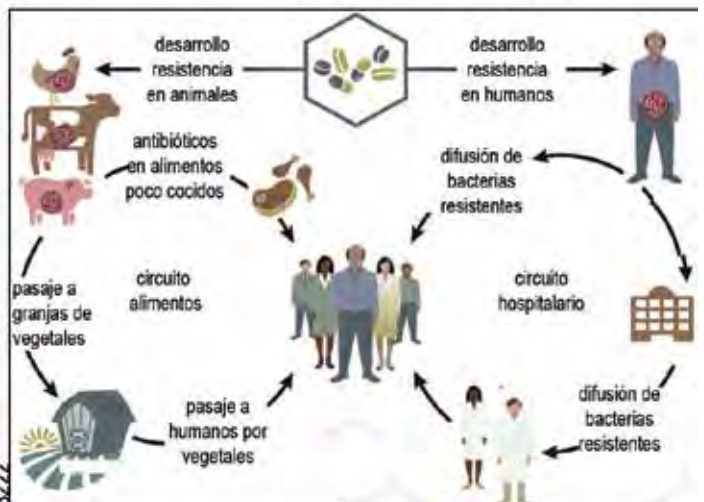 desarrollo
resistencia
en animales
desarrollo
resistencia
en humanos
antibióticos
en alimentos
poco cocidos
difusión de
bacterias
resistentes
pasaje a
granjas de
vegetales
circuito
alimentos
circuito
hospitalario
pasaje a
humanos por
vegetales
difusión de
bacterias
resistentes